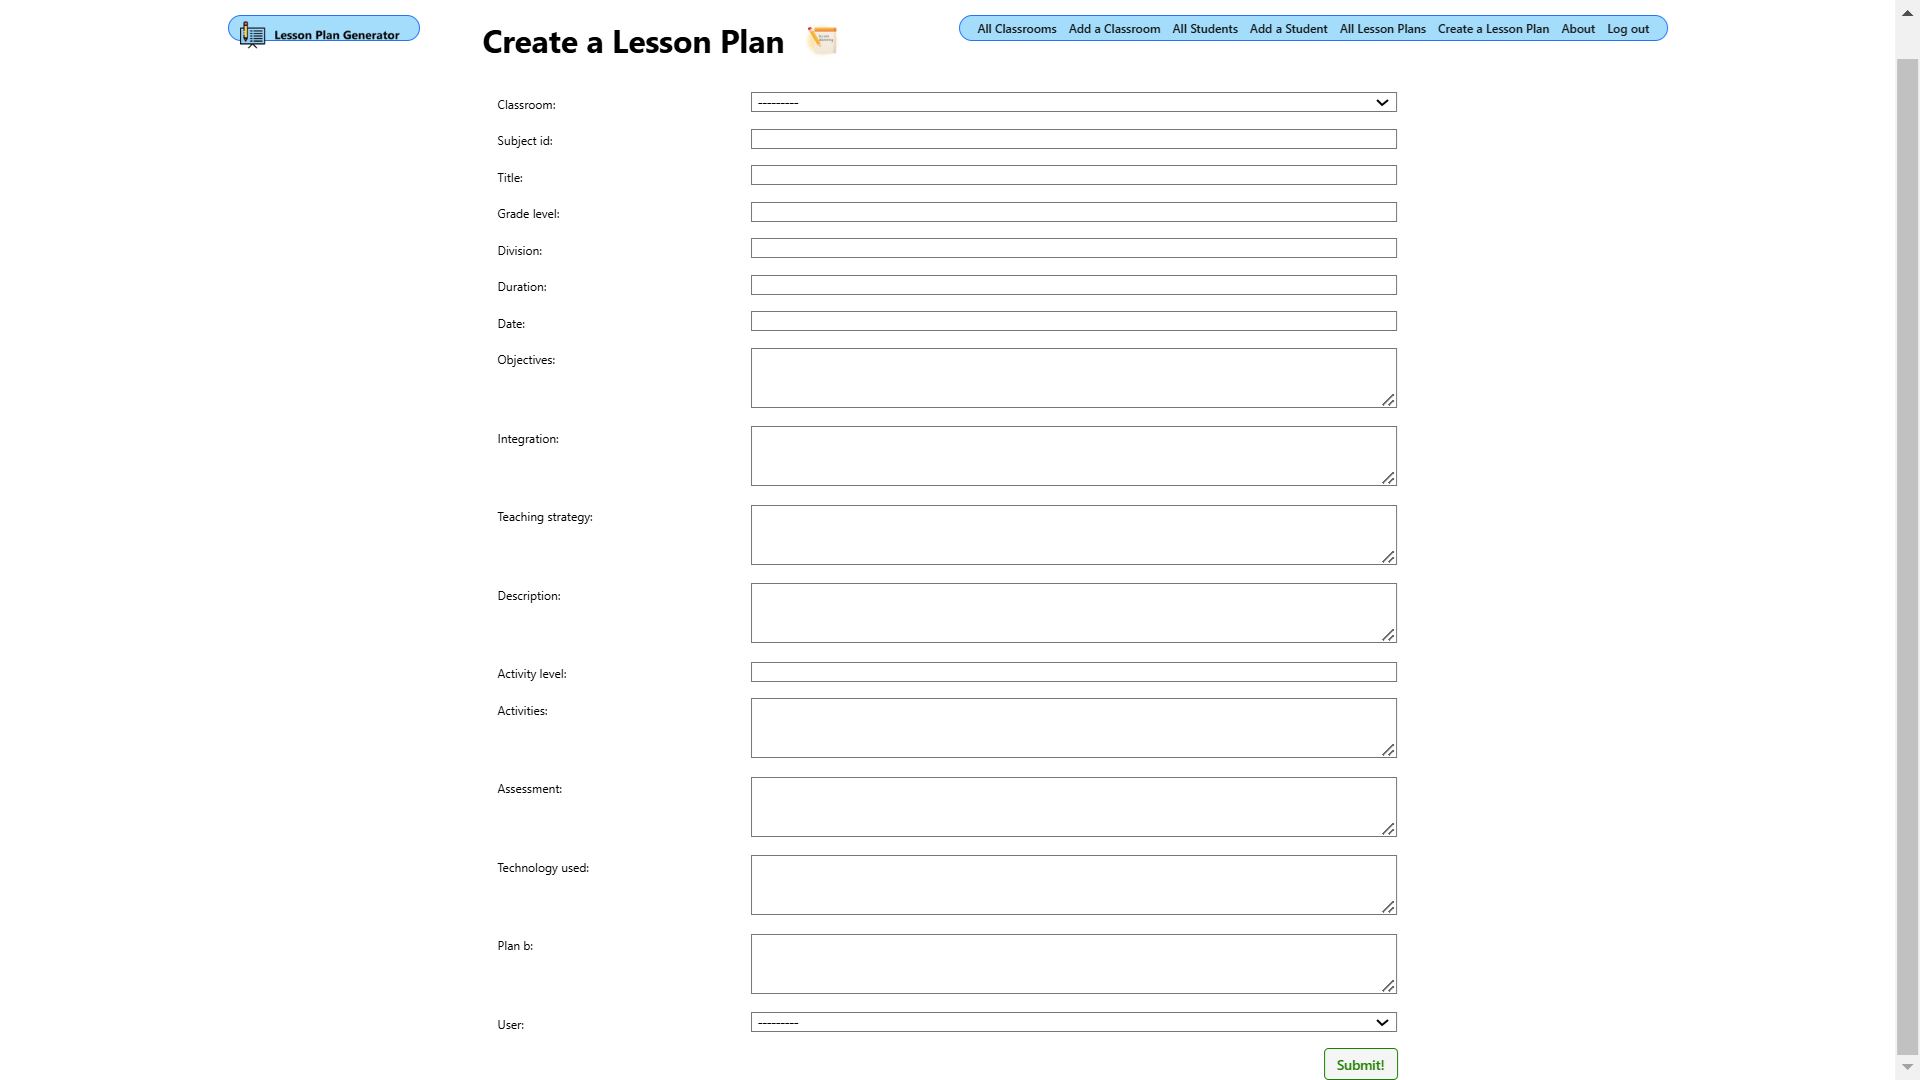 Lesson Plan Generator
Create a Lesson Plan
All Classrooms Add a Classroom All Students Add a Student All Lesson Plans Create a Lesson Plan About Log out
Classroom: ---------
Subject id:
Title:
Grade level:
Division:
Duration:
Date:
Objectives:
Integration:
Teaching strategy:
Description:
Activity level:
Activities:
Assessment:
Technology used:
Plan b:
User: ---------
Submit!